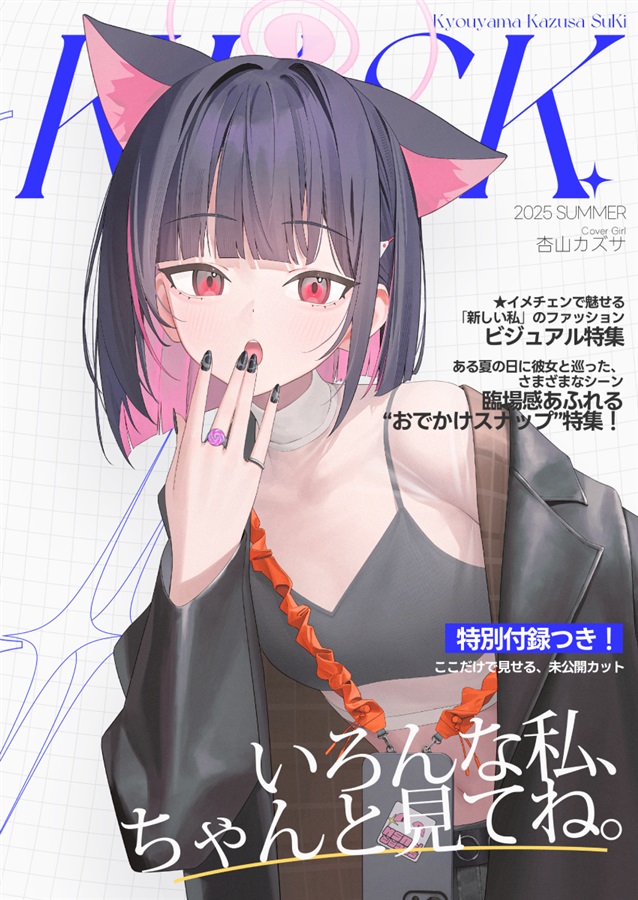 Kyouyama Kazusa SuKi
2025 SUMMER
Cover Girl
杏山カズサ
★イメチェンで魅せる
「新しい私」のファッション
ビジュアル特集
ある夏の日に彼女と巡った、
さまざまなシーン
臨場感あふれる
“おでかけスナップ”特集！
特別付録つき！
ここだけで見せる、未公開カット
いろんな私、
ちゃんと見てね。